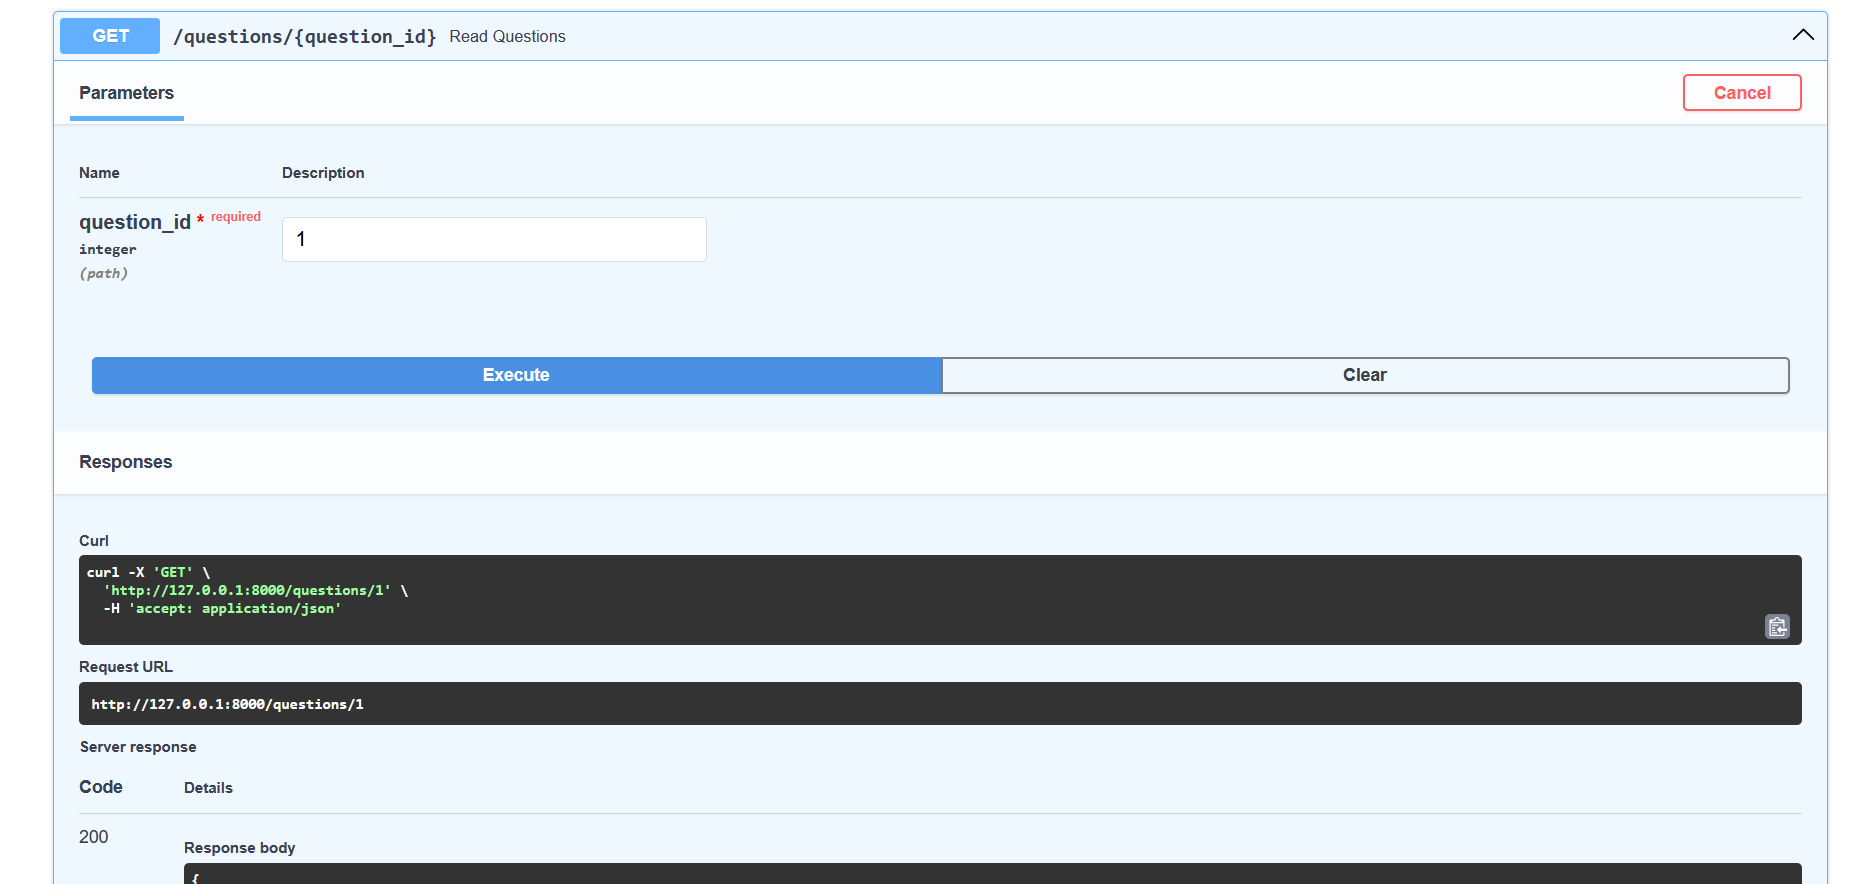 GET /questions/{question_id} Read Questions
Parameters
Cancel
Name Description
question_id * required
integer
(path)
1
Execute Clear
Responses
Curl
curl -X 'GET' \
  'http://127.0.0.1:8000/questions/1' \
  -H 'accept: application/json'
Request URL
http://127.0.0.1:8000/questions/1
Server response
Code Details
200
Response body
{